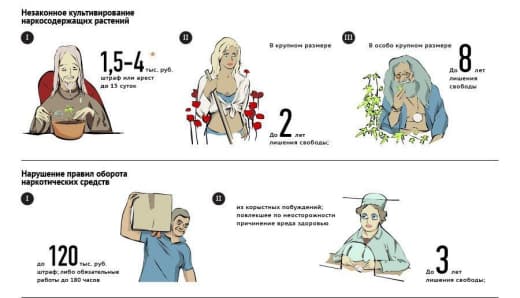 Незаконное культивирование
наркосодержащих растений
I
1,5–4*
тыс. руб.
штраф или арест
до 15 суток
II
В крупном размере
До 2 лет
лишения свободы;
III
В особо крупном размере
До 8 лет
лишения
свободы
Нарушение правил оборота
наркотических средств
I
до 120 тыс. руб.
штраф; либо обязательные
работы до 180 часов
II
из корыстных побуждений;
повлекшее по неосторожности
причинение вреда здоровью
До 3 лет
лишения свободы;